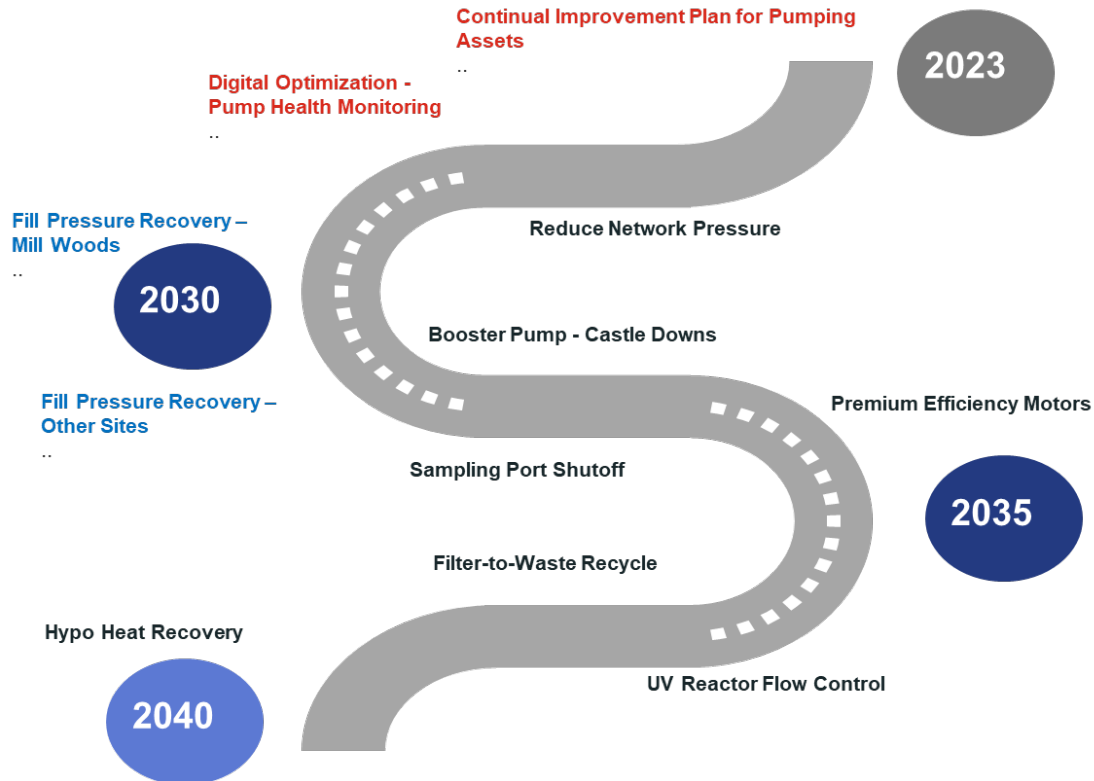 Continual Improvement Plan for Pumping
Assets
..
2023
Digital Optimization -
Pump Health Monitoring
..
Reduce Network Pressure
Fill Pressure Recovery –
Mill Woods
..
2030
Booster Pump - Castle Downs
Fill Pressure Recovery –
Other Sites
..
Premium Efficiency Motors
Sampling Port Shutoff
2035
Filter-to-Waste Recycle
Hypo Heat Recovery
UV Reactor Flow Control
2040